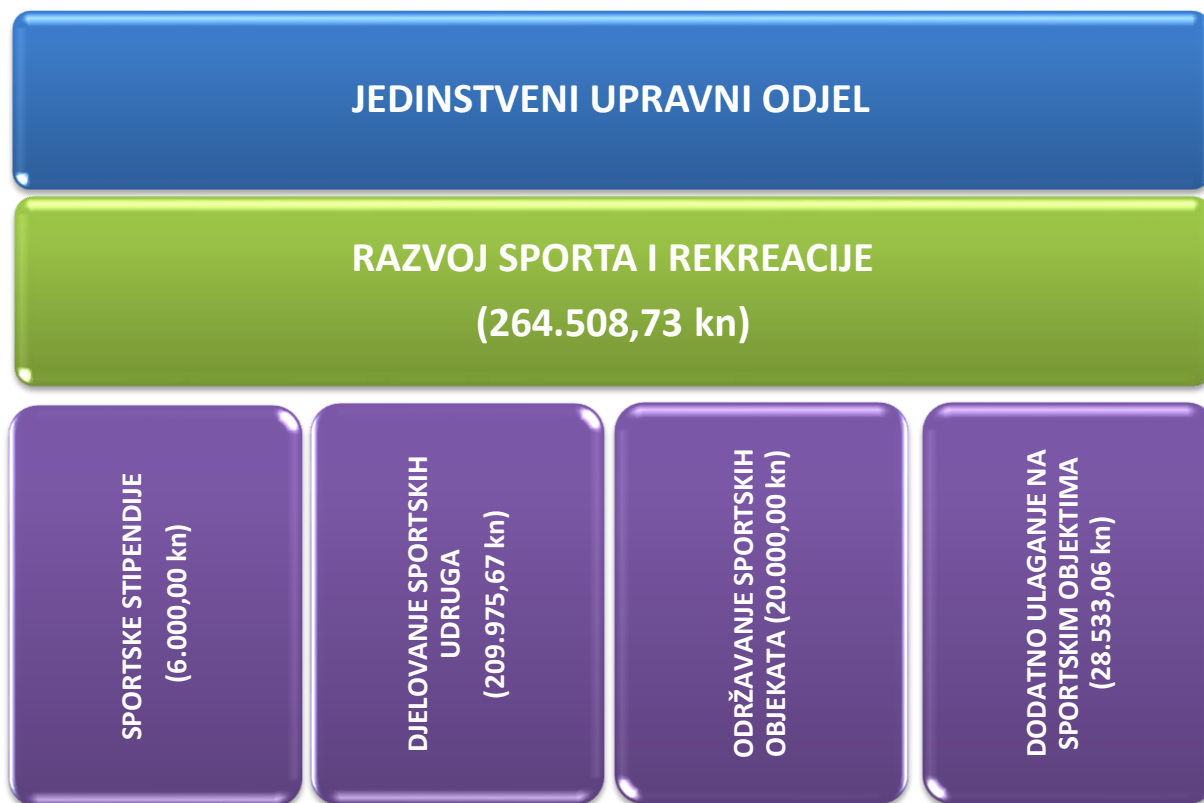 JEDINSTVENI UPRAVNI ODJEL
RAZVOJ SPORTA I REKREACIJE
(264.508,73 kn)
SPORTSKE STIPENDIJE
(6.000,00 kn)
DJELOVANJE SPORTSKIH
UDRUGA
(209.975,67 kn)
ODRŽAVANJE SPORTSKIH
OBJEKATA (20.000,00 kn)
DODATNO ULAGANJE NA
SPORTSKIM OBJEKTIMA
(28.533,06 kn)